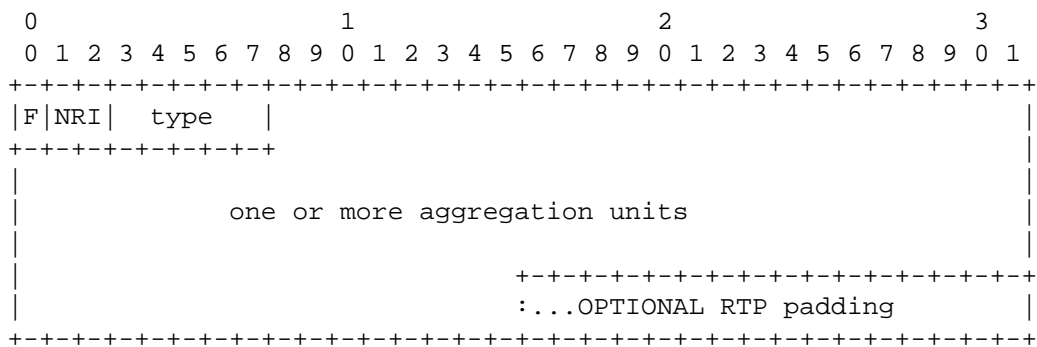 0                   1                   2                   3
 0 1 2 3 4 5 6 7 8 9 0 1 2 3 4 5 6 7 8 9 0 1 2 3 4 5 6 7 8 9 0 1
+-+-+-+-+-+-+-+-+-+-+-+-+-+-+-+-+-+-+-+-+-+-+-+-+-+-+-+-+-+-+-+-+
|F|NRI|  type   |                                               |
+-+-+-+-+-+-+-+-+                                               |
|                                                               |
|             one or more aggregation units                     |
|                                                               |
|                               +-+-+-+-+-+-+-+-+-+-+-+-+-+-+-+-+
|                               :...OPTIONAL RTP padding        |
+-+-+-+-+-+-+-+-+-+-+-+-+-+-+-+-+-+-+-+-+-+-+-+-+-+-+-+-+-+-+-+-+